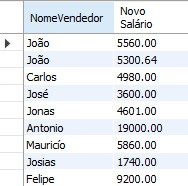 NomeVendedor Novo Salário
João 5560.00
João 5300.64
Carlos 4980.00
José 3600.00
Jonas 4601.00
Antonio 19000.00
Mauricío 5860.00
Josias 1740.00
Felipe 9200.00